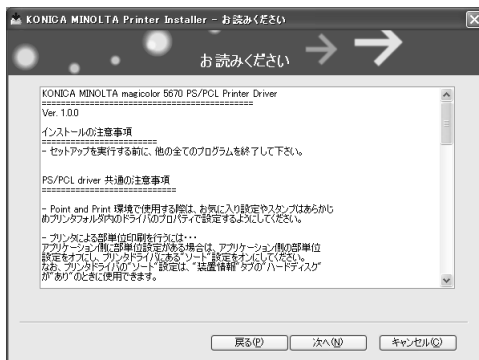 KONICA MINOLTA Printer Installer - お読みください
お読みください
KONICA MINOLTA magicolor 5670 PS/PCL Printer Driver
==========================================
Ver. 1.0.0
インストールの注意事項
=======================
- セットアップを実行する前に、他の全てのプログラムを終了して下さい。
PS/PCL driver 共通の注意事項
===========================
- Point and Print 環境で使用する際は、お気に入り設定やスタンプはあらかじ
めプリンタフォルダ内のドライバのプロパティで設定するようにしてください。
- プリンタによる部単位印刷を行うには・・・
アプリケーション側に部単位設定がある場合は、アプリケーション側の部単位
設定をオフにし、プリンタドライバにある"ソート"設定をオンにしてください。
なお、プリンタドライバの"ソート"設定は、"装置情報"タブの"ハードディスク"
が"あり"のときに使用できます。
戻る(P) 次へ(N) キャンセル(C)